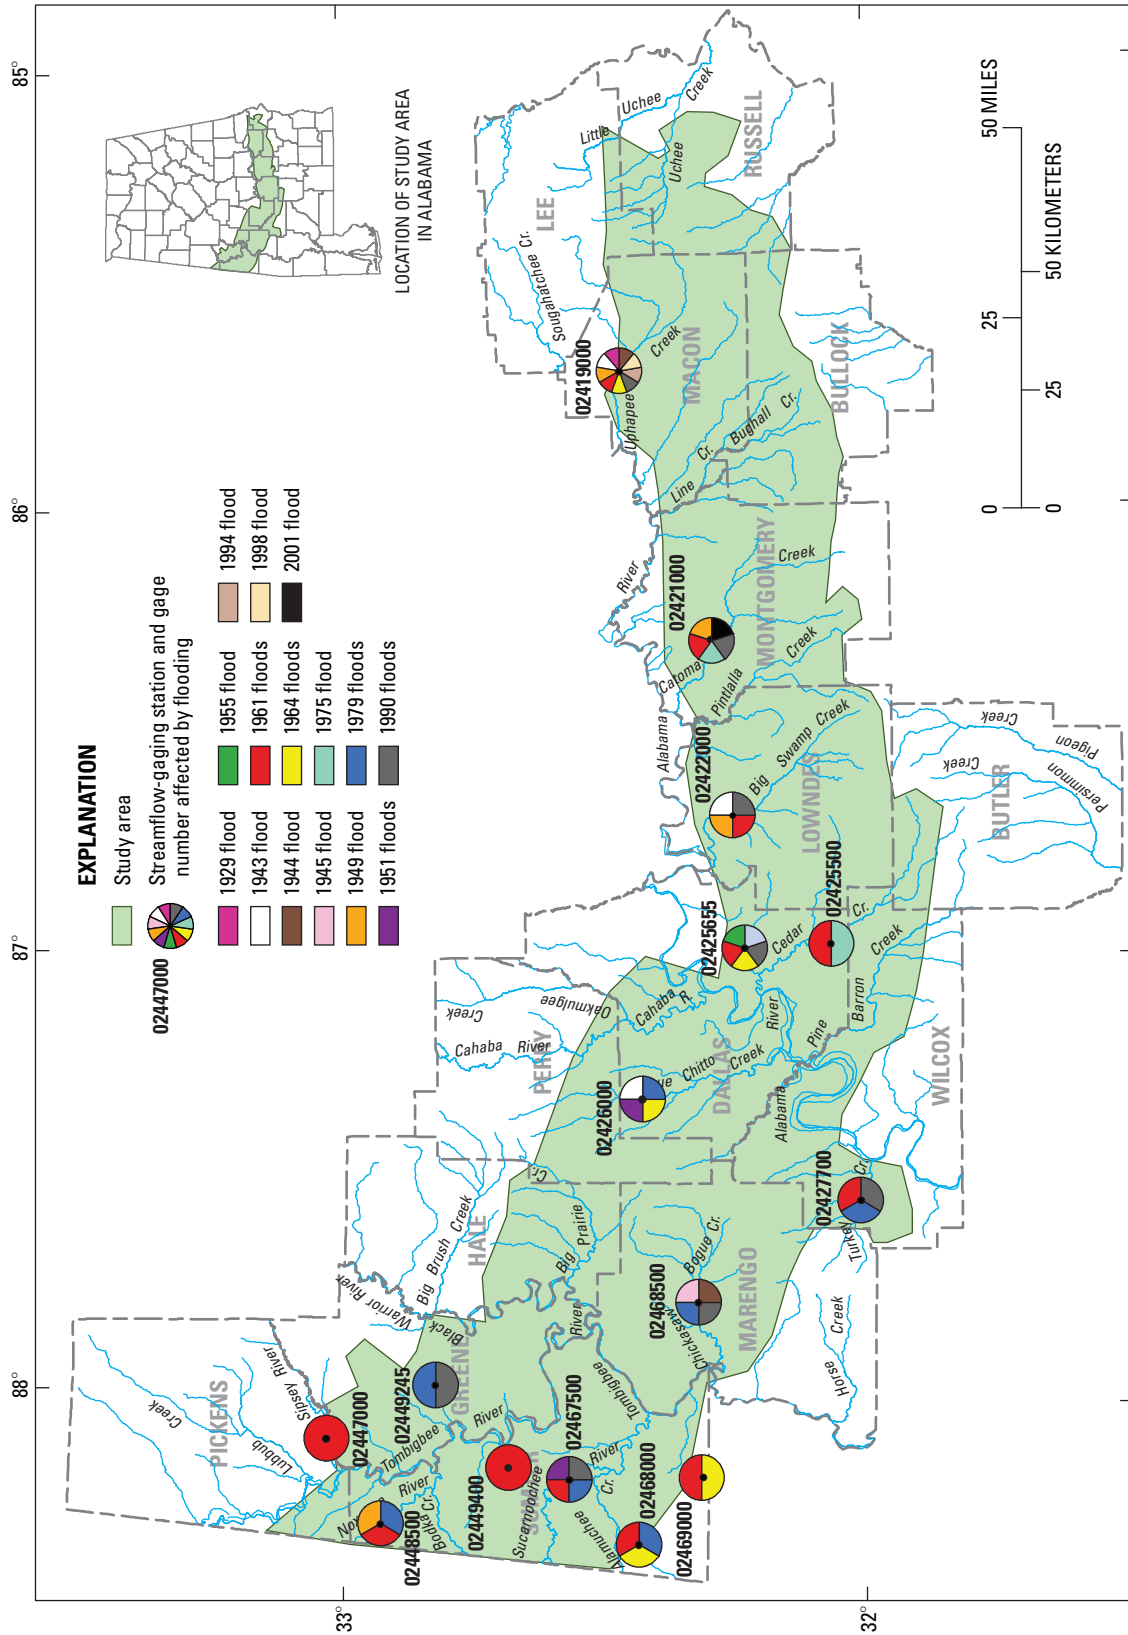 85°
86°
87°
88°
33°
32°
LOCATION OF STUDY AREA
IN ALABAMA
EXPLANATION
Study area
02447000
Streamflow-gaging station and gage
number affected by flooding
1929 flood
1943 flood
1944 floods
1945 flood
1949 flood
1951 floods
1955 flood
1961 floods
1964 floods
1975 flood
1979 floods
1990 floods
1994 flood
1998 flood
2001 flood
0
25
50 MILES
0
25
50 KILOMETERS
PICKENS
Lubbub
Creek
Sipsey River
02447000
02448500
River
Bodka Cr.
Tombigbee
River
02449245
GREENE
02449400
Sucarnoochee
River
02467500
Alamuchee
Cr.
02468000
02469000
Tombigbee
River
Black
Warrior River
HALE
Big Brush Creek
Big
Prairie
Cr.
MARENGO
02468500
Chickasaw
Bogue Cr.
Horse
Creek
Turkey
Cr.
02427700
WILCOX
PERRY
Cahaba River
Oakmulgee
Creek
Cahaba
R.
02426000
Chitto
Creek
DALLAS
Alabama
River
Pine
Barron
Creek
02425655
Cedar
Cr.
02425500
LOWNDES
02422000
Big
Swamp Creek
BUTLER
Persimmon
Creek
Pigeon
Creek
Alabama
River
02421000
Catoma
Creek
Pintlalla
Creek
MONTGOMERY
Line
Cr.
Bughall
Cr.
BULLOCK
02419000
Uphapee
Creek
MACON
Sougahatchee Cr.
LEE
Little
Uchee
Creek
Uchee
RUSSELL